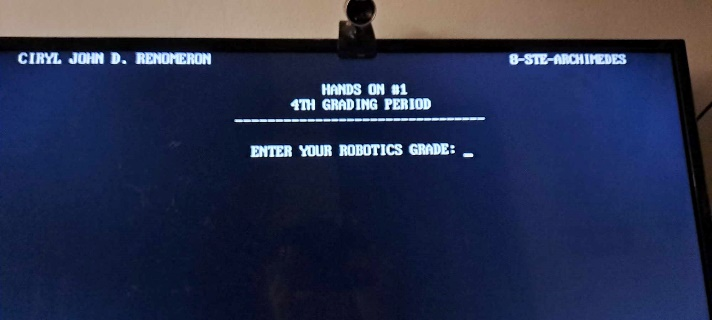 CIRYL JOHN D. RENOMERON 8-STE-ARCHIMEDES
HANDS ON #1
4TH GRADING PERIOD
--------------------------------
ENTER YOUR ROBOTICS GRADE: _